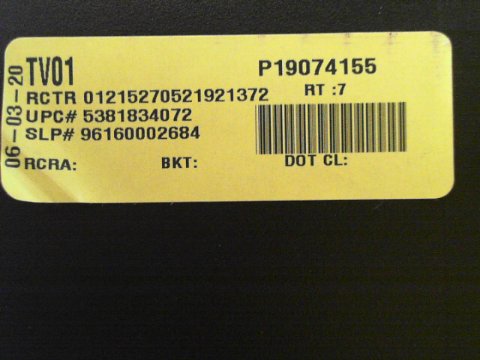 06-03-20
TV01 P19074155
RCTR 01215270521921372 RT :7
UPC# 5381834072
SLP# 96160002684
RCRA: BKT: DOT CL: